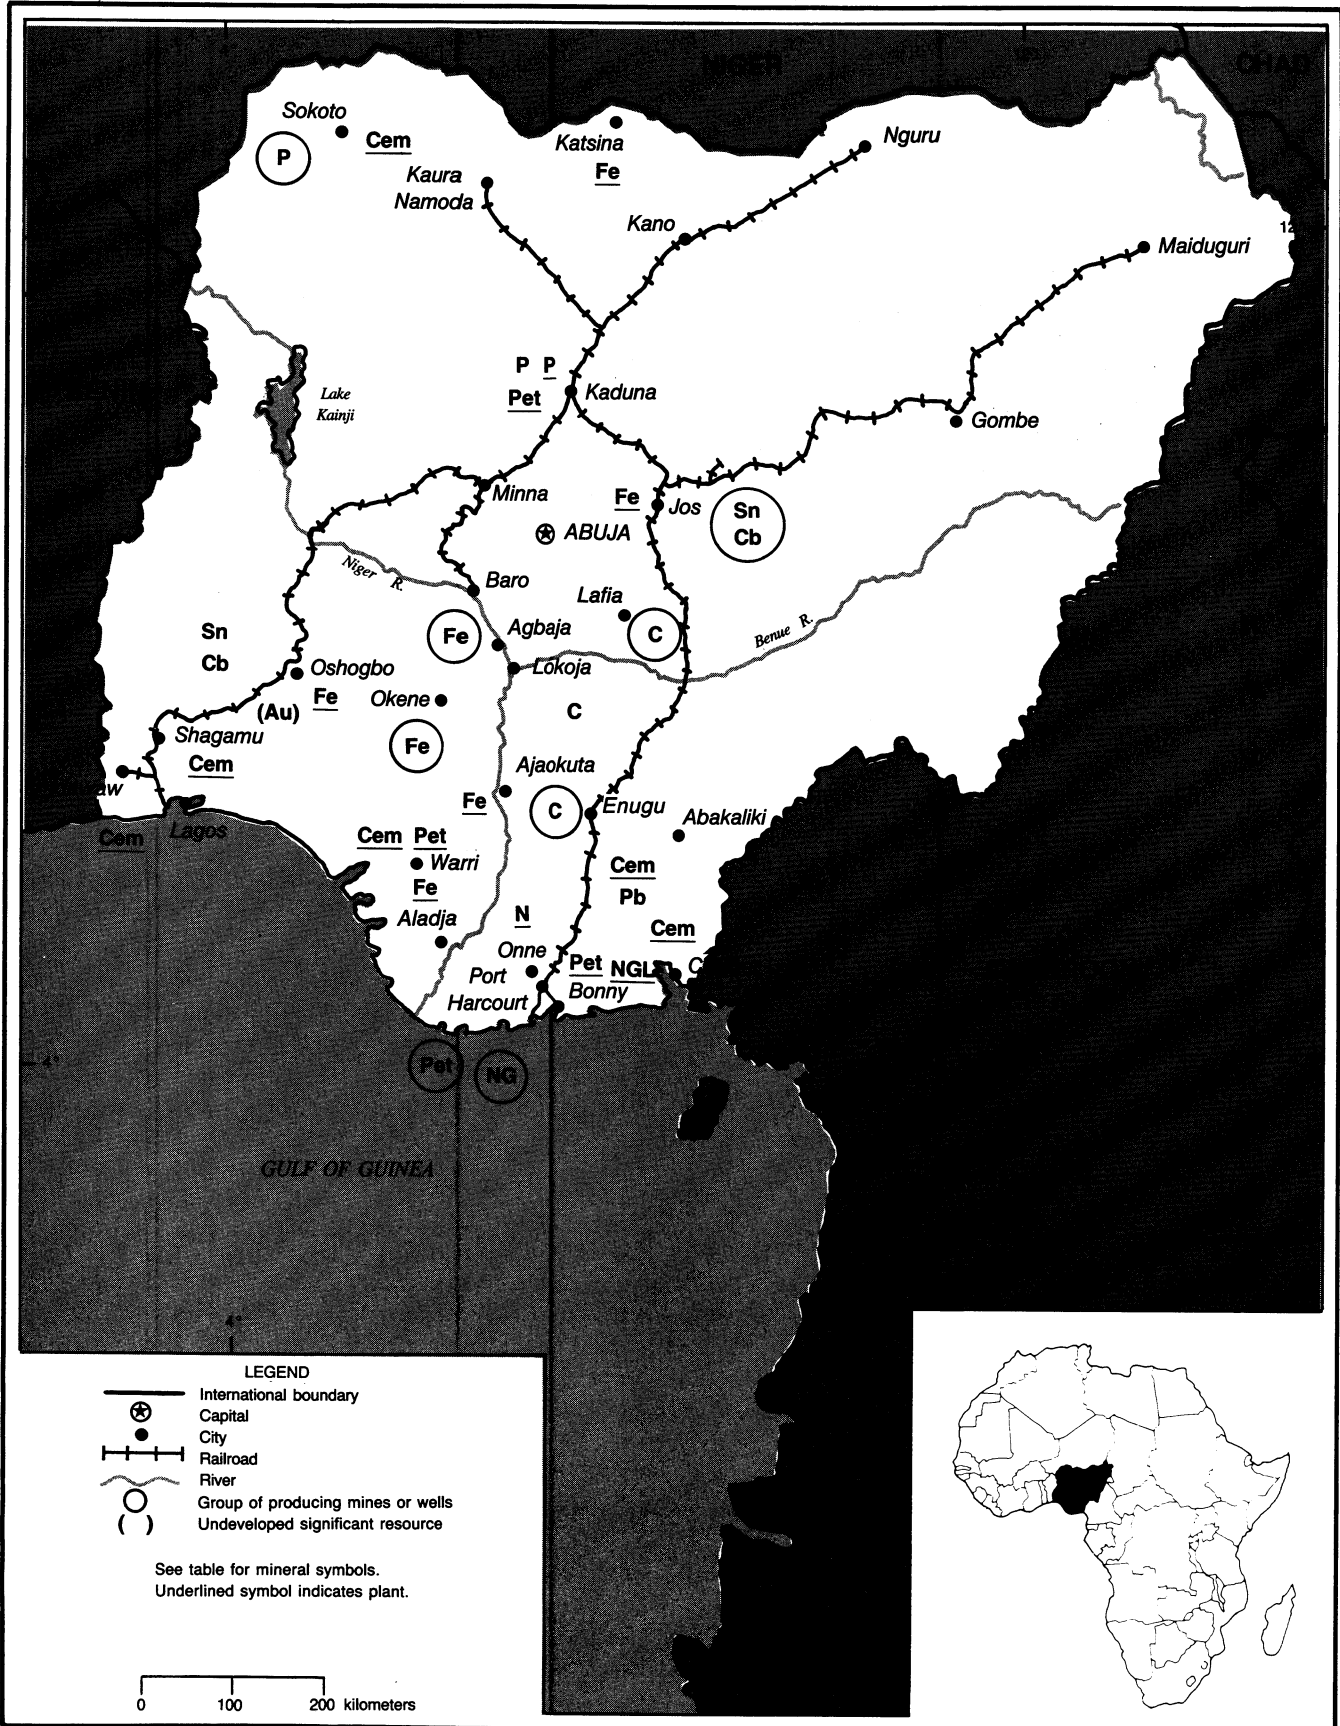 NIGER
CHAD
Sokoto
Cem
P
Katsina
Fe
Nguru
Kaura
Namoda
Kano
12
Maiduguri
P P
Pet
Kaduna
Lake
Kainji
Gombe
Minna
Fe
Jos
Sn
Cb
ABUJA
Niger R.
Baro
Lafia
Fe
Agbaja
C
Benue R.
Sn
Cb
Oshogbo
Lokoja
Fe
Okene
(Au)
C
Shagamu
Cem
Fe
Ajaokuta
Fe
C
Enugu
Abakaliki
Cem
Lagos
Cem Pet
Warri
Fe
Aladja
Cem
Pb
N
Cem
Onne
Port
Harcourt
Pet NGL
Bonny
4°
Pet
NG
GULF OF GUINEA
4°
LEGEND
International boundary
Capital
City
Railroad
River
Group of producing mines or wells
( ) Undeveloped significant resource
See table for mineral symbols.
Underlined symbol indicates plant.
0 100 200 kilometers